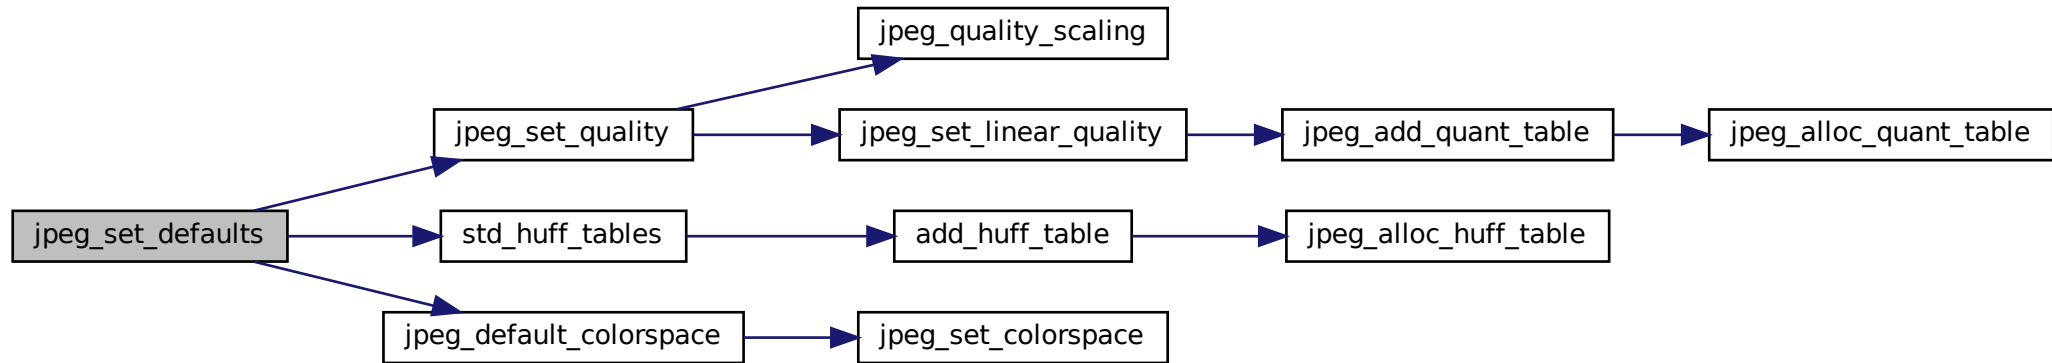 jpeg_quality_scaling
jpeg_set_quality
jpeg_set_linear_quality
jpeg_add_quant_table
jpeg_alloc_quant_table
jpeg_set_defaults
std_huff_tables
add_huff_table
jpeg_alloc_huff_table
jpeg_default_colorspace
jpeg_set_colorspace